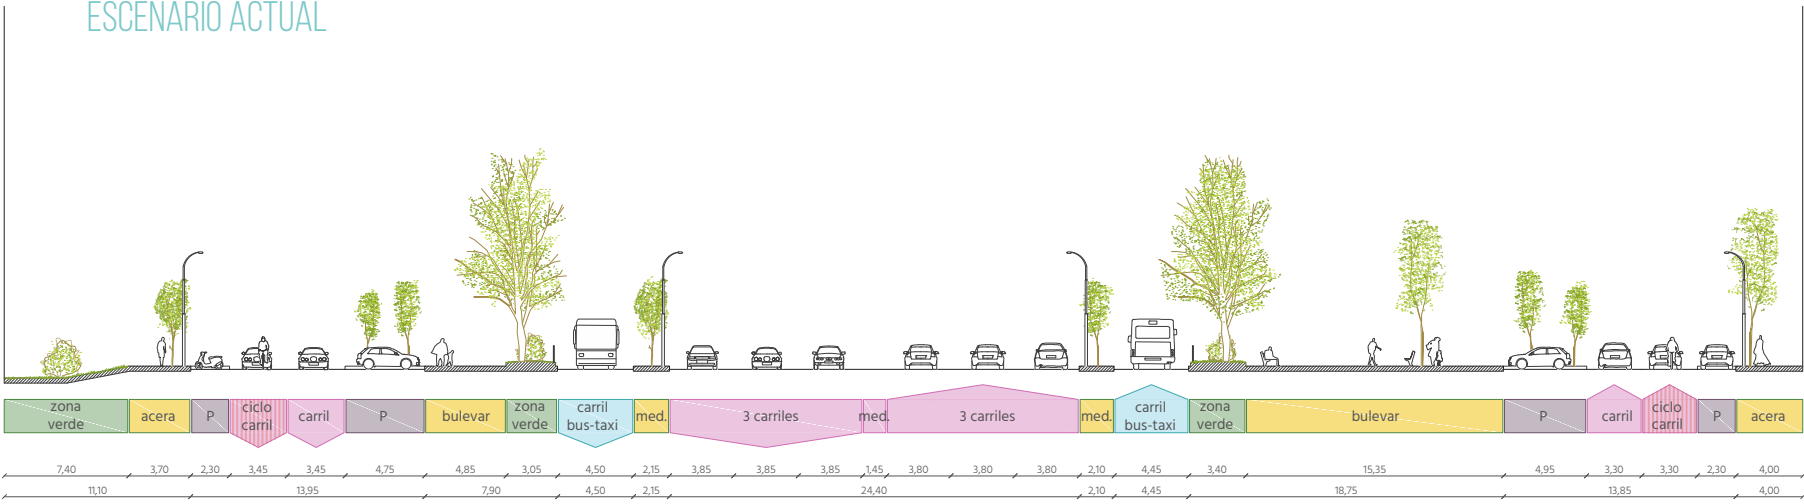 ESCENARIO ACTUAL
zona verde acera P ciclo carril carril P bulevar zona verde carril bus-taxi med. 3 carriles med. 3 carriles med. carril bus-taxi zona verde bulevar P carril ciclo carril P acera
7,40 3,70 2,30 3,45 3,45 4,75 4,85 3,05 4,50 2,15 3,85 3,85 3,85 1,45 3,80 3,80 3,80 2,10 4,45 3,40 15,35 4,95 3,30 3,30 2,30 4,00
11,10 13,95 7,90 4,50 2,15 24,40 2,10 4,45 18,75 13,85 4,00